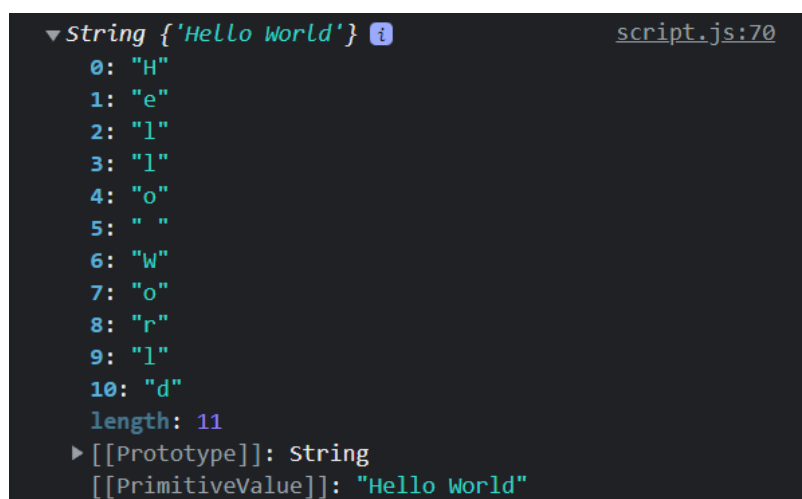 ▼String {'Hello World'} i script.js:70
0: "H"
1: "e"
2: "l"
3: "l"
4: "o"
5: " "
6: "W"
7: "o"
8: "r"
9: "l"
10: "d"
length: 11
▶[[Prototype]]: String
[[PrimitiveValue]]: "Hello World"